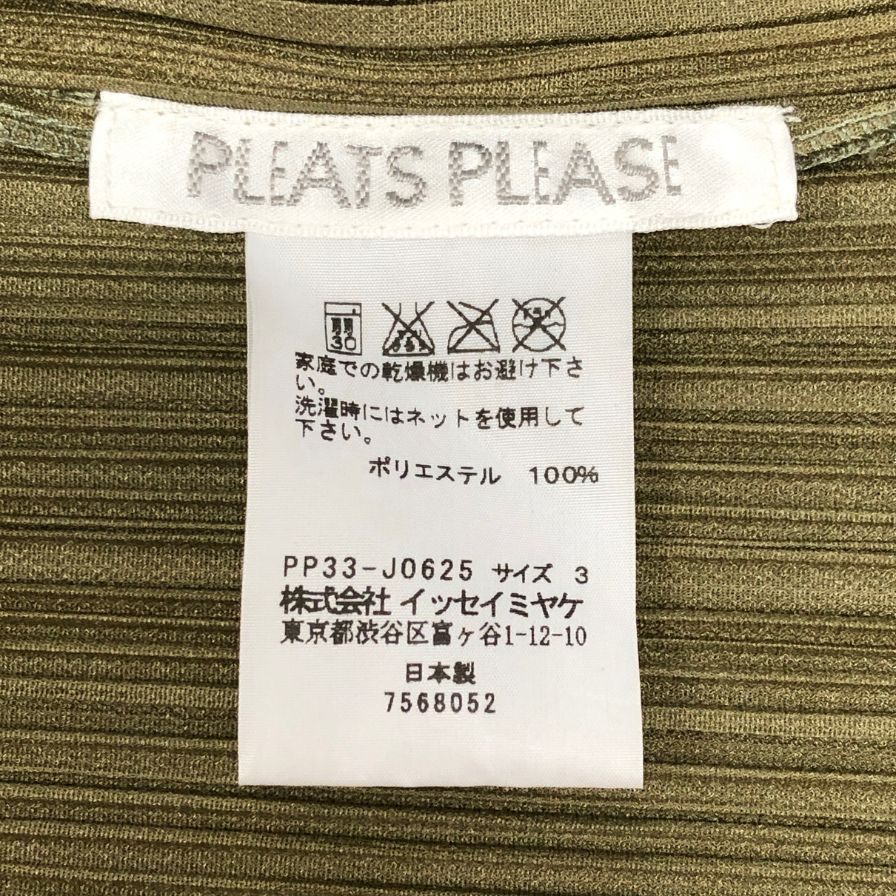 PLEATS PLEASE
30
家庭での乾燥機はお避け下さ
い。
洗濯時にはネットを使用して
下さい。
ポリエステル 100%
PP33-J0625 サイズ 3
株式会社 イッセイミヤケ
東京都渋谷区富ヶ谷1-12-10
日本製
7568052